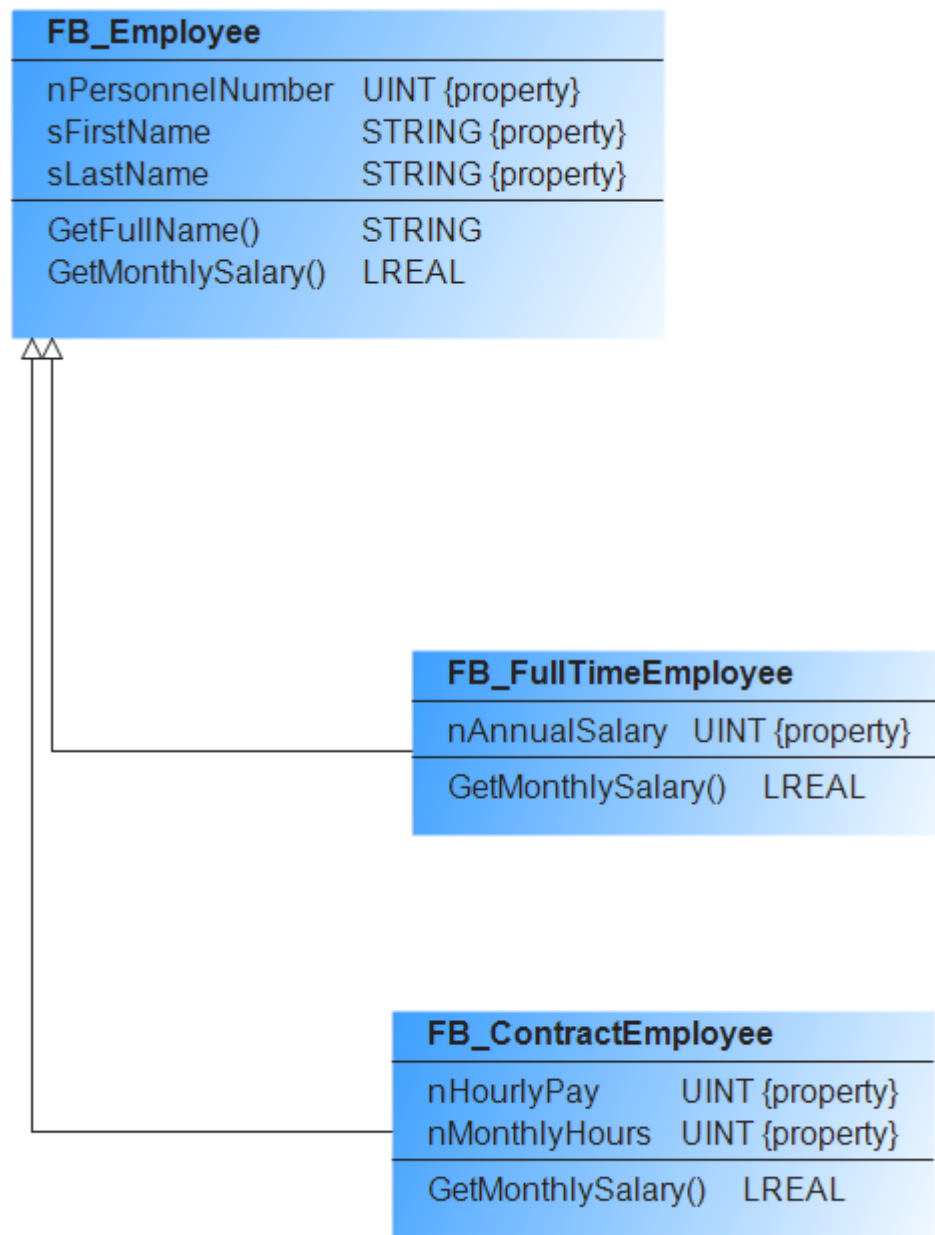 FB_Employee
nPersonnelNumber UINT {property}
sFirstName STRING {property}
sLastName STRING {property}
GetFullName() STRING
GetMonthlySalary() LREAL
FB_FullTimeEmployee
nAnnualSalary UINT {property}
GetMonthlySalary() LREAL
FB_ContractEmployee
nHourlyPay UINT {property}
nMonthlyHours UINT {property}
GetMonthlySalary() LREAL